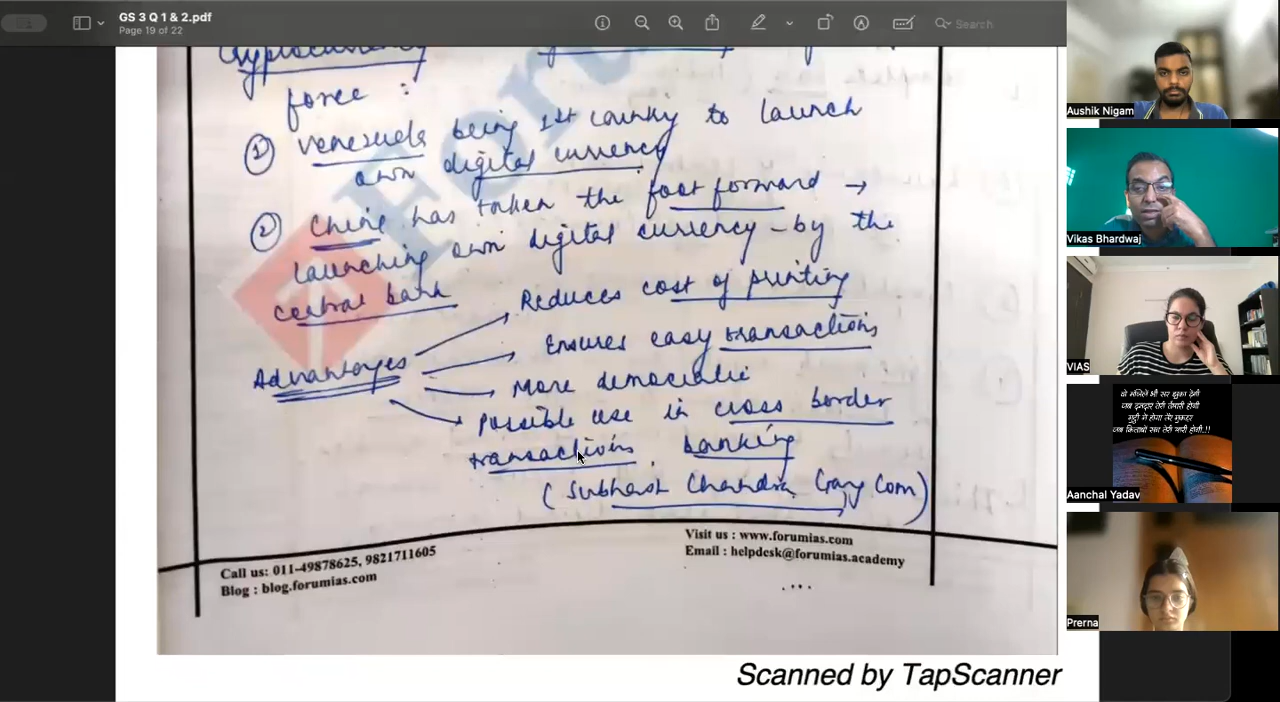 GS 3 Q 1 & 2.pdf
Page 19 of 22
Search
Cryptocurrency
force :
① Venezuela being 1st country to launch
own digital currency
② China has taken the foot forward →
launching own digital currency - by the
central bank
Advantages
Reduces cost of printing
Ensures easy transactions
More democratic
Possible use in cross border
transactions. banking
(Subhash Chandra Garg Com)
Call us: 011-49878625, 9821711605
Blog : blog.forumias.com
Visit us : www.forumias.com
Email : helpdesk@forumias.academy
...
Scanned by TapScanner
Aushik Nigam
Vikas Bhardwaj
VIAS
Aanchal Yadav
Prerna